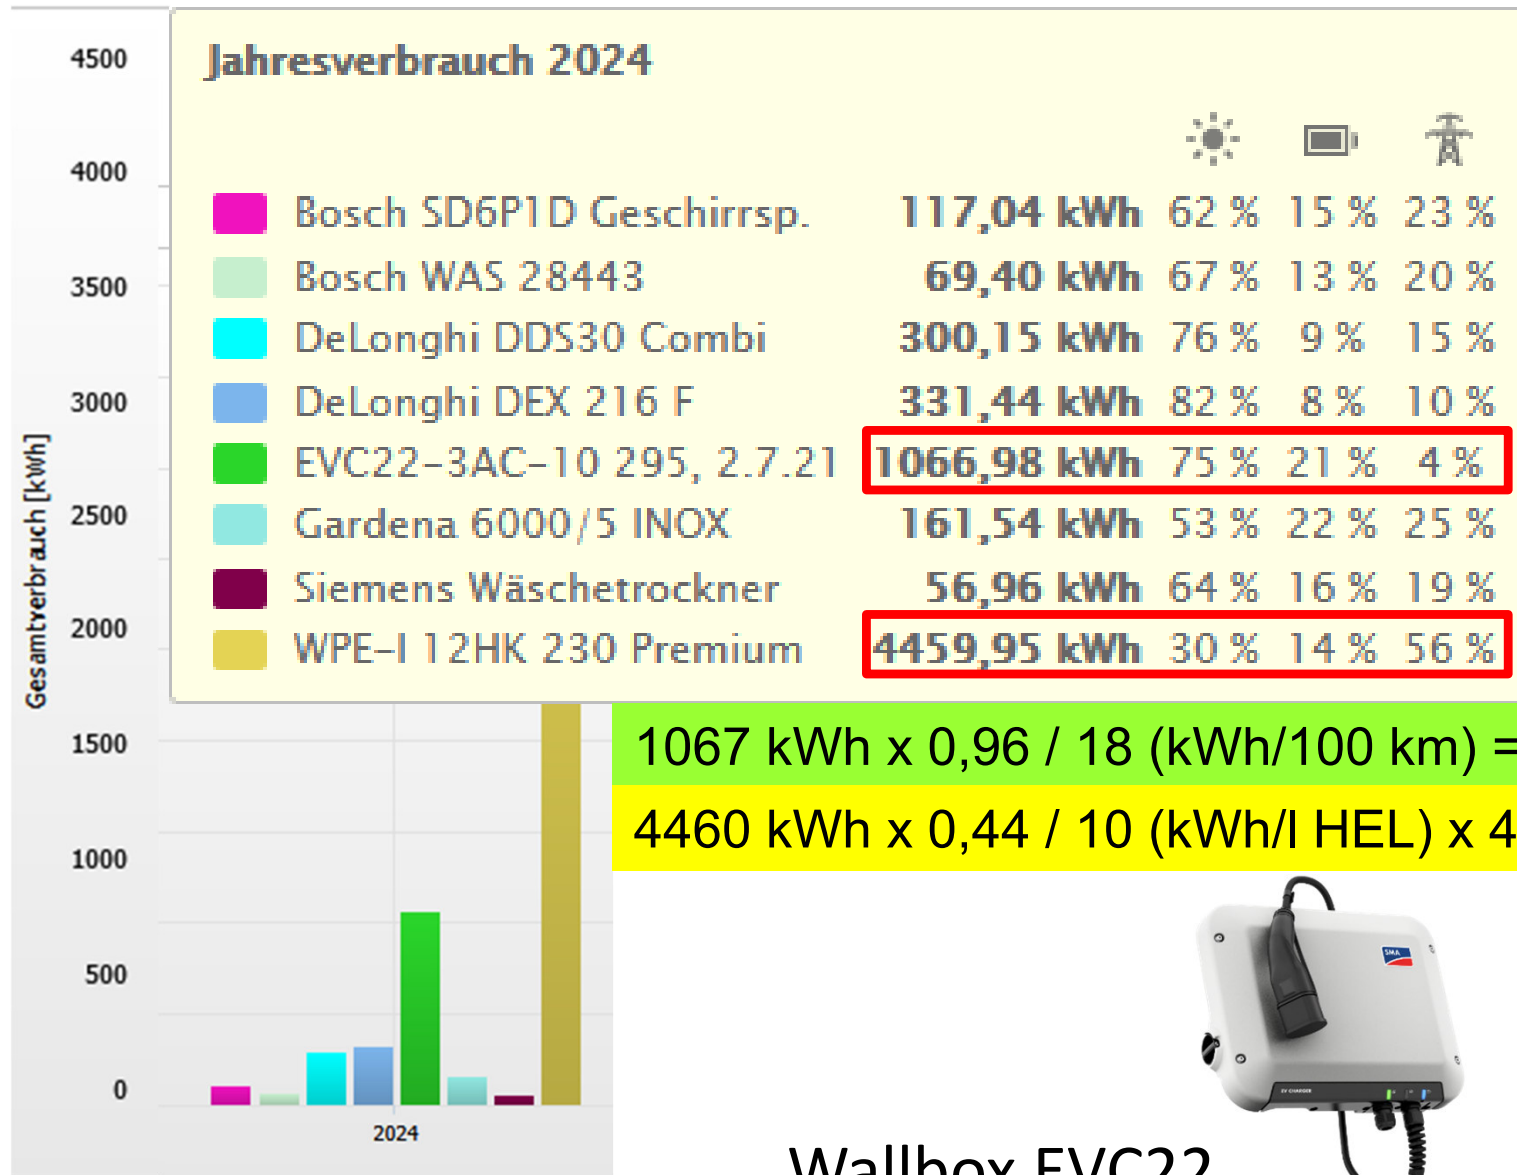 Jahresverbrauch 2024
Bosch SD6P1D Geschirrsp. 117,04 kWh 62 % 15 % 23 %
Bosch WAS 28443 69,40 kWh 67 % 13 % 20 %
DeLonghi DDS30 Combi 300,15 kWh 76 % 9 % 15 %
DeLonghi DEX 216 F 331,44 kWh 82 % 8 % 10 %
EVC22-3AC-10 295, 2.7.21 1066,98 kWh 75 % 21 % 4 %
Gardena 6000/5 INOX 161,54 kWh 53 % 22 % 25 %
Siemens Wäschetrockner 56,96 kWh 64 % 16 % 19 %
WPE-I 12HK 230 Premium 4459,95 kWh 30 % 14 % 56 %
Gesamtverbrauch [kWh]
4500
4000
3500
3000
2500
2000
1500
1000
500
0
2024
1067 kWh x 0,96 / 18 (kWh/100 km) =
4460 kWh x 0,44 / 10 (kWh/l HEL) x 4
SMA
EV CHARGER
Wallbox EVC22